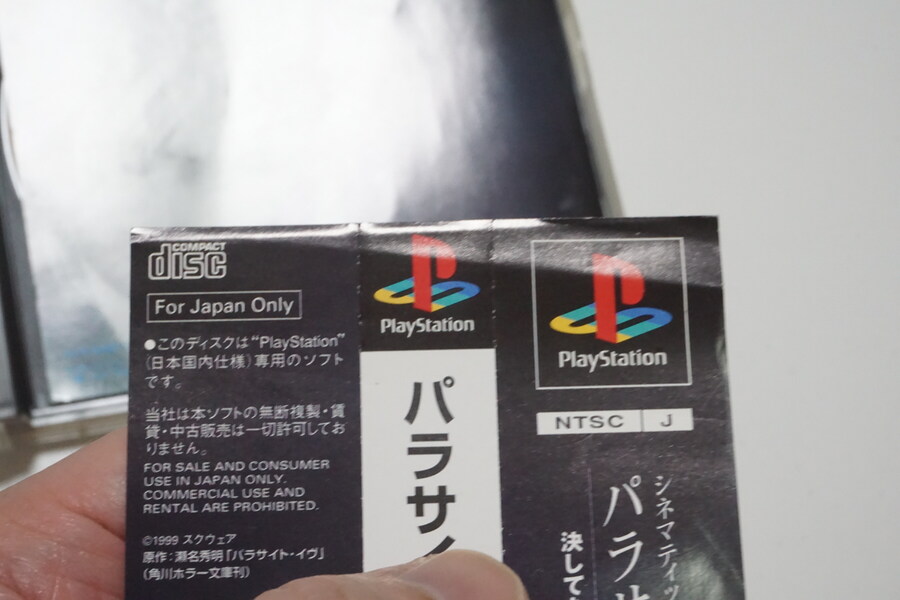 COMPACT
disc
For Japan Only
●このディスクは“PlayStation”
(日本国内仕様)専用のソフト
です。
当社は本ソフトの無断複製・賃
貸・中古販売は一切許可してお
りません。
FOR SALE AND CONSUMER
USE IN JAPAN ONLY.
COMMERCIAL USE AND
RENTAL ARE PROHIBITED.
©1999 スクウェア
原作：瀬名秀明「パラサイト・イヴ」
(角川ホラー文庫刊)
PlayStation
パラサイ
PlayStation
NTSC J
シネマティッ
パラサ
決して